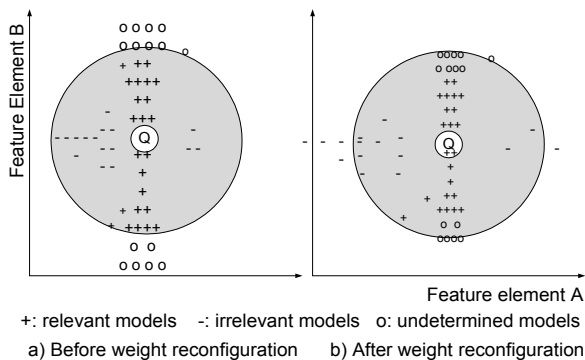 Feature Element B
Q
Q
Feature element A
+: relevant models -: irrelevant models o: undetermined models
a) Before weight reconfiguration b) After weight reconfiguration